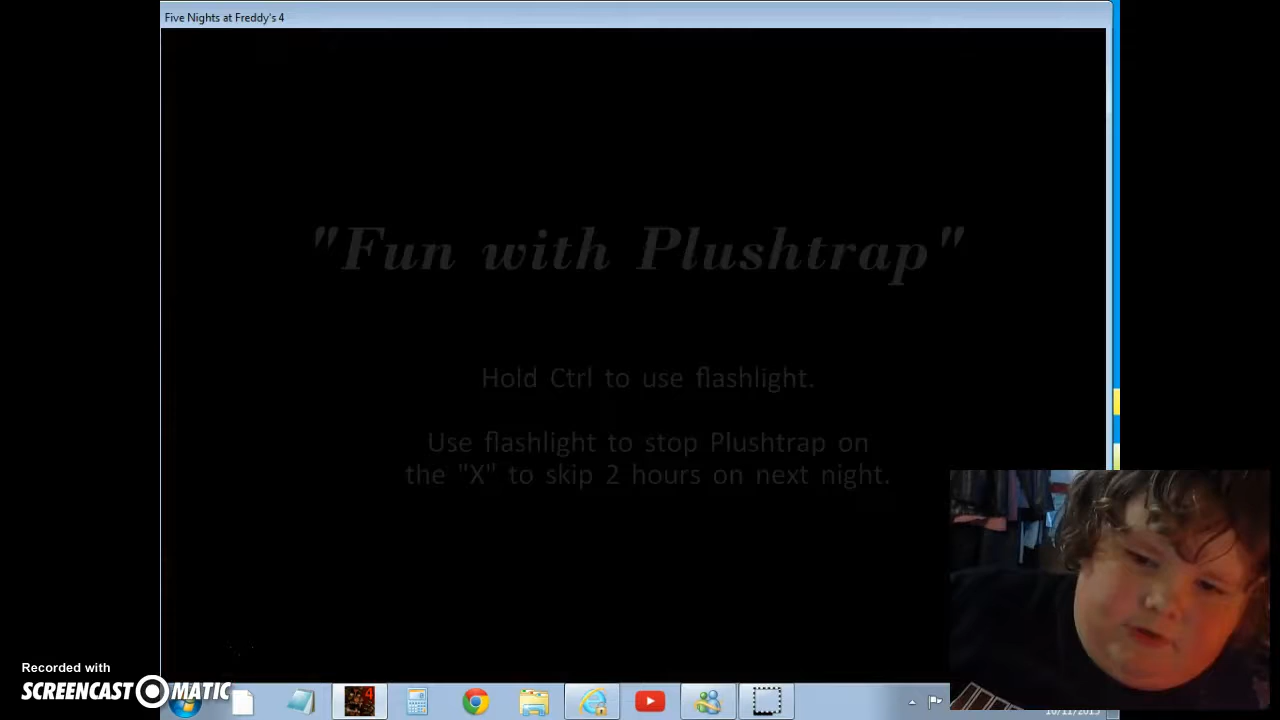 Five Nights at Freddy's 4
"Fun with Plushtrap"
Hold Ctrl to use flashlight.
Use flashlight to stop Plushtrap on
the "X" to skip 2 hours on next night.
Recorded with
SCREENCAST MATIC
4